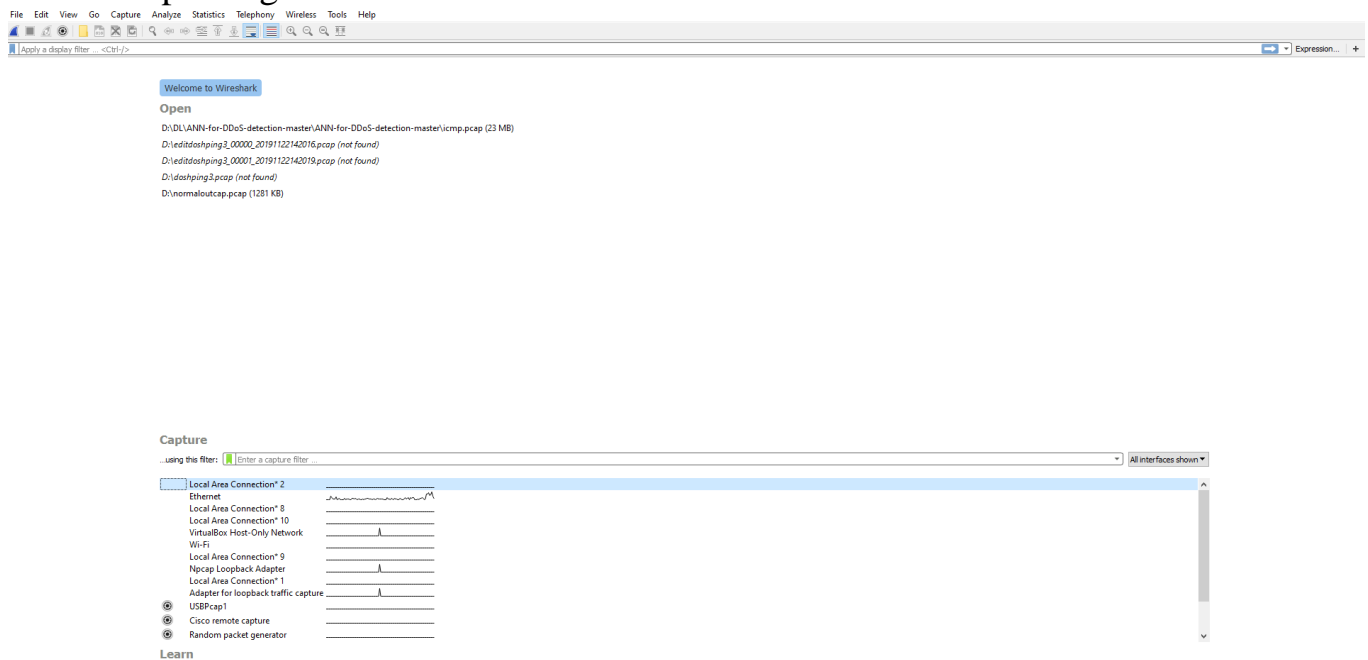 File Edit View Go Capture Analyze Statistics Telephony Wireless Tools Help
Apply a display filter ... <Ctrl-/>
Expression... +
Welcome to Wireshark
Open
D:\DL\ANN-for-DDoS-detection-master\ANN-for-DDoS-detection-master\icmp.pcap (23 MB)
D:\editdoshping3_00000_20191122142016.pcap (not found)
D:\editdoshping3_00001_20191122142019.pcap (not found)
D:\doshping3.pcap (not found)
D:\normaloutcap.pcap (1281 KB)
Capture
...using this filter: Enter a capture filter ... All interfaces shown
Local Area Connection* 2
Ethernet
Local Area Connection* 8
Local Area Connection* 10
VirtualBox Host-Only Network
Wi-Fi
Local Area Connection* 9
Npcap Loopback Adapter
Local Area Connection* 1
Adapter for loopback traffic capture
USBPcap1
Cisco remote capture
Random packet generator
Learn